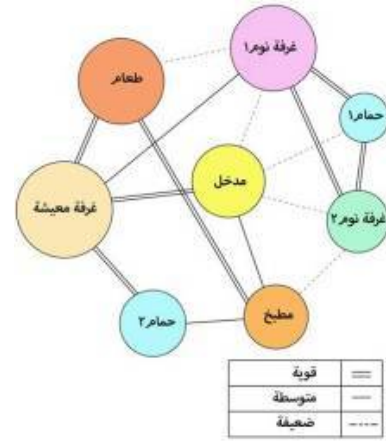 غرفة نوم١
طعام
حمام١
مدخل
غرفة معيشة
غرفة نوم٢
مطبخ
حمام٢
قوية
متوسطة
ضعيفة